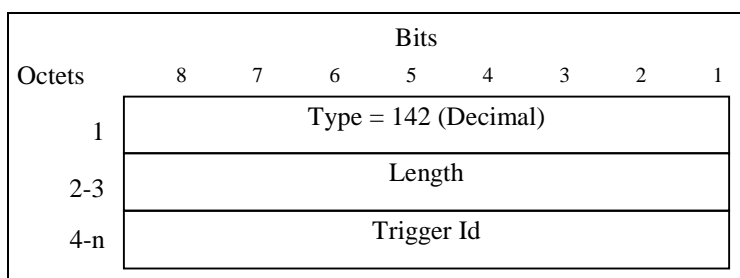 Bits
Octets 8 7 6 5 4 3 2 1
1 Type = 142 (Decimal)
2-3 Length
4-n Trigger Id